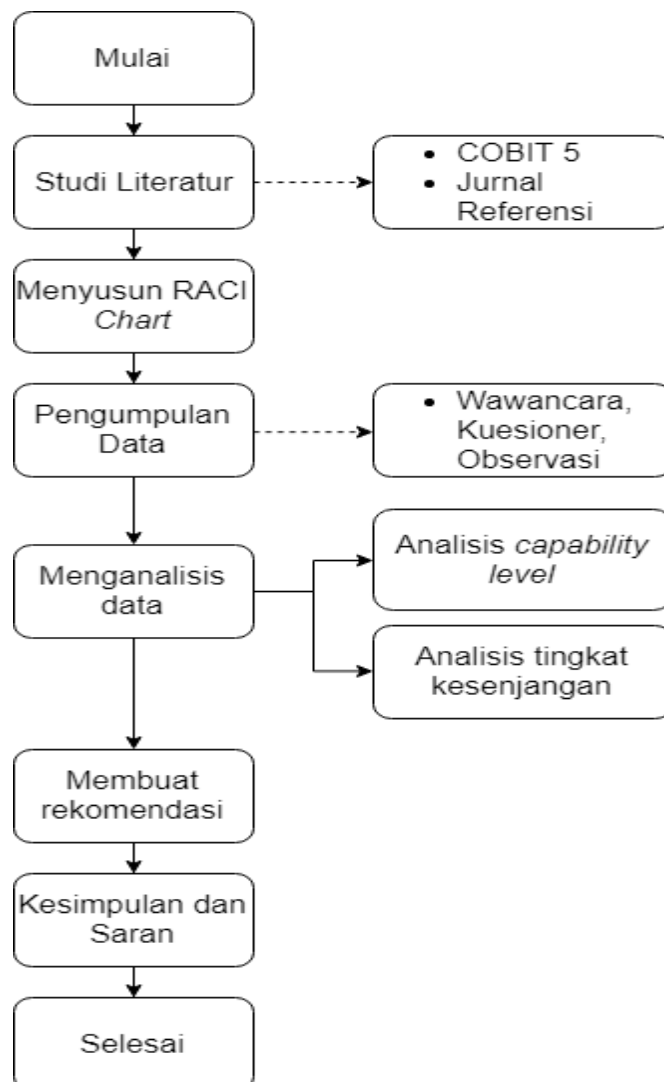 Mulai
Studi Literatur
• COBIT 5
• Jurnal
Referensi
Menyusun RACI
Chart
Pengumpulan
Data
• Wawancara,
Kuesioner,
Observasi
Menganalisis
data
Analisis capability
level
Analisis tingkat
kesenjangan
Membuat
rekomendasi
Kesimpulan dan
Saran
Selesai